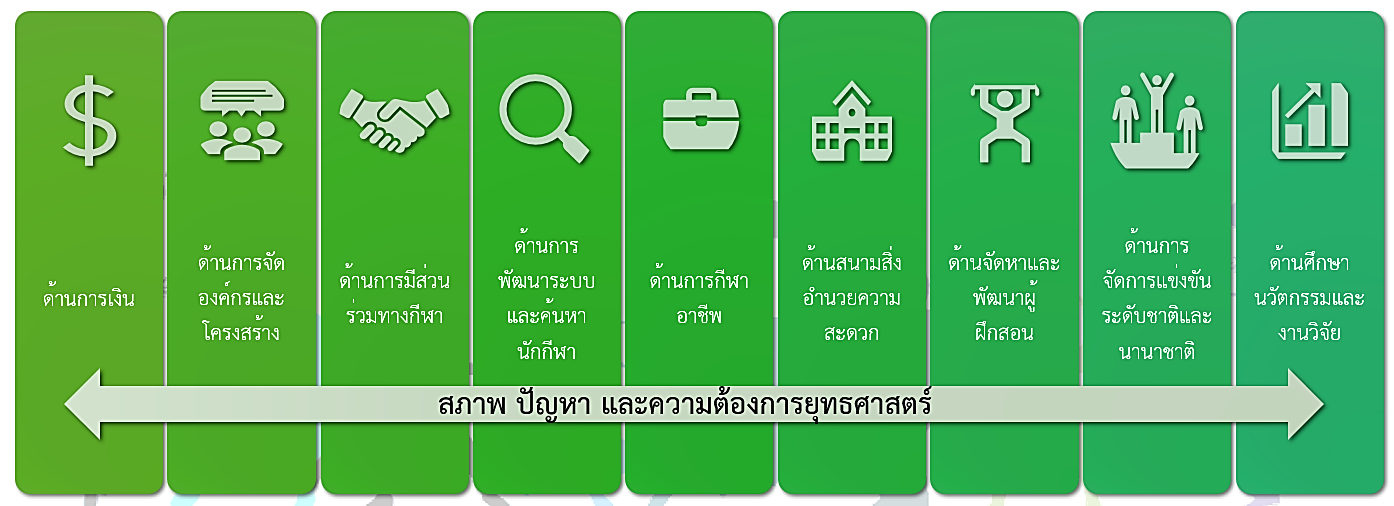 ด้านการเงิน
ด้านการจัด
องค์กรและ
โครงสร้าง
ด้านการมีส่วน
ร่วมทางกีฬา
ด้านการ
พัฒนาระบบ
และค้นหา
นักกีฬา
ด้านการกีฬา
อาชีพ
ด้านสนามสิ่ง
อำนวยความ
สะดวก
ด้านจัดหาและ
พัฒนาผู้
ฝึกสอน
ด้านการ
จัดการแข่งขัน
ระดับชาติและ
นานาชาติ
ด้านศึกษา
นวัตกรรมและ
งานวิจัย
สภาพ ปัญหา และความต้องการยุทธศาสตร์